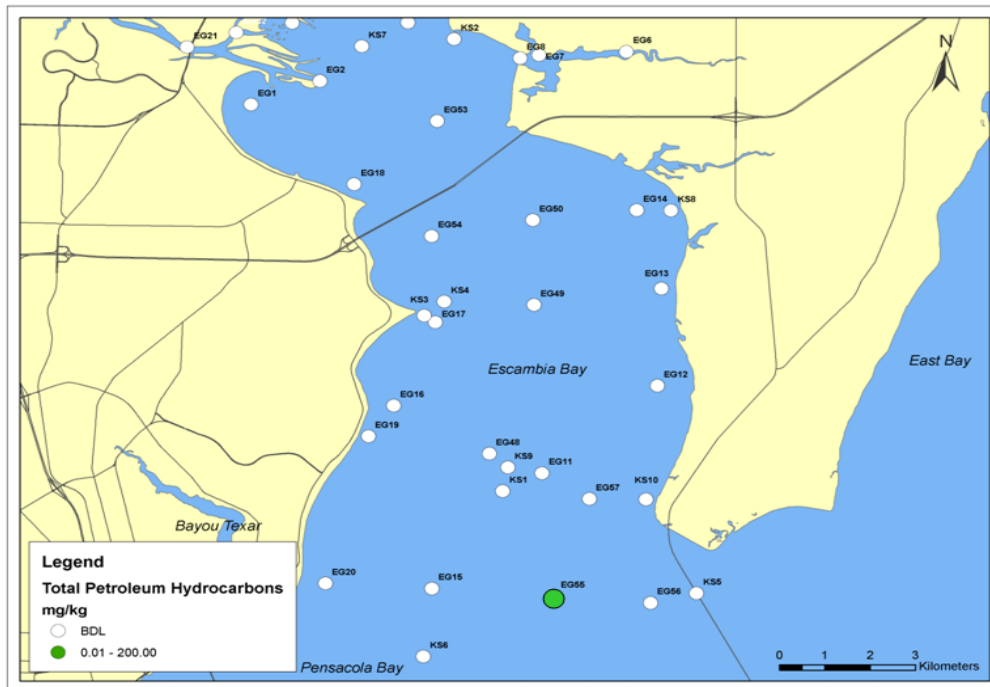 KS2
KS7
EG21
EG8
EG7
EG6
N
EG2
EG1
EG53
EG18
EG14
KS8
EG50
EG54
EG13
KS4
KS3
EG49
EG17
Escambia Bay
East Bay
EG12
EG16
EG19
EG48
KS9
EG11
KS1
EG57
KS10
Bayou Texar
Legend
Total Petroleum Hydrocarbons
mg/kg
BDL
0.01 - 200.00
EG20
EG15
EG55
EG56
KS5
KS6
Pensacola Bay
0 1 2 3
Kilometers